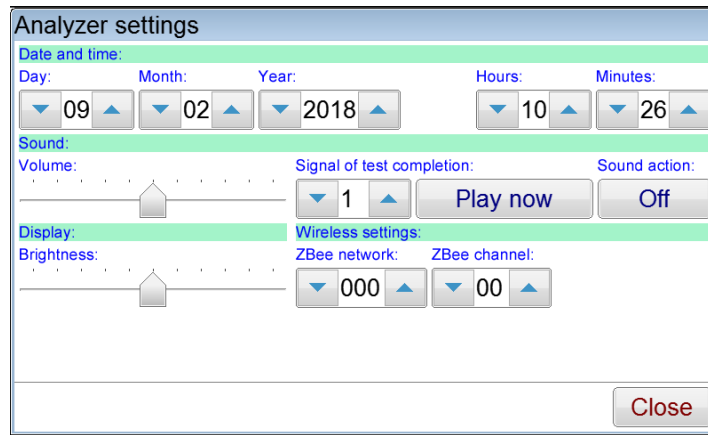 Analyzer settings
Date and time:
Day: Month: Year: Hours: Minutes:
09 02 2018 10 26
Sound:
Volume: Signal of test completion: Sound action:
1 Play now Off
Display: Wireless settings:
Brightness: ZBee network: ZBee channel:
000 00
Close